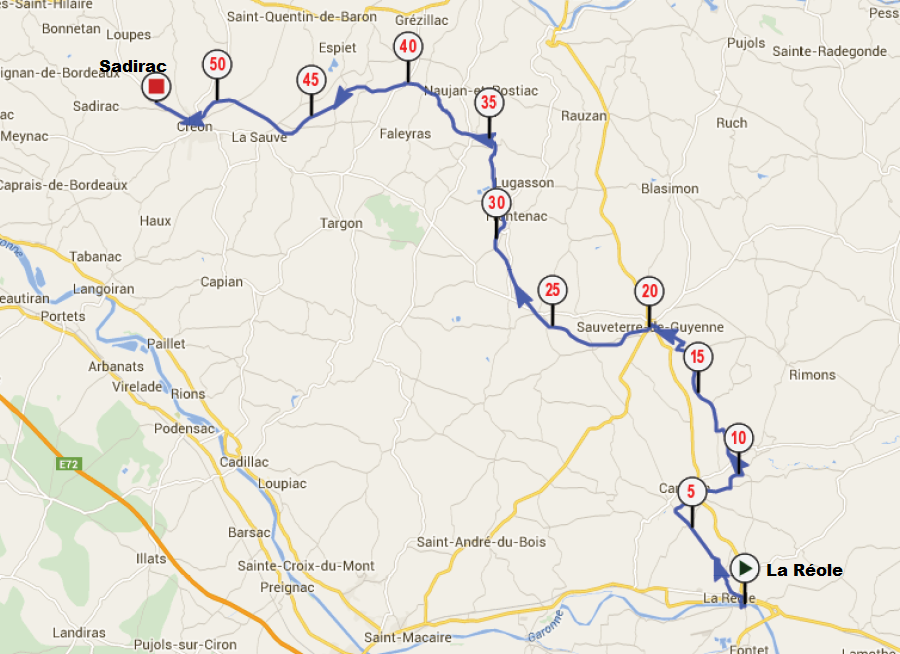 es-Saint-Hilaire
Saint-Quentin-de-Baron
Grézillac
Pess
Bonnetan
Loupes
Pujols
Sainte-Radegonde
Espiet
40
50
Sadirac
ignan-de-Bordeaux
45
Naujan-et-Postiac
Sadirac
35
Rauzan
Ruch
ac
Créon
Meynac
La Sauve
Faleyras
Caprais-de-Bordeaux
Lugasson
Blasimon
30
Haux
Targon
Tabanac
Capian
Langoiran
25
20
eautiran
Portets
Sauveterre-de-Guyenne
Paillet
15
Arbanats
Rimons
Virelade
Rions
Podensac
10
E72
Cadillac
Loupiac
5
Barsac
Saint-André-du-Bois
Illats
Sainte-Croix-du-Mont
La Réole
Preignac
La Réole
Garonne
Landiras
Saint-Macaire
Pujols-sur-Ciron
Fontet
Lamothe